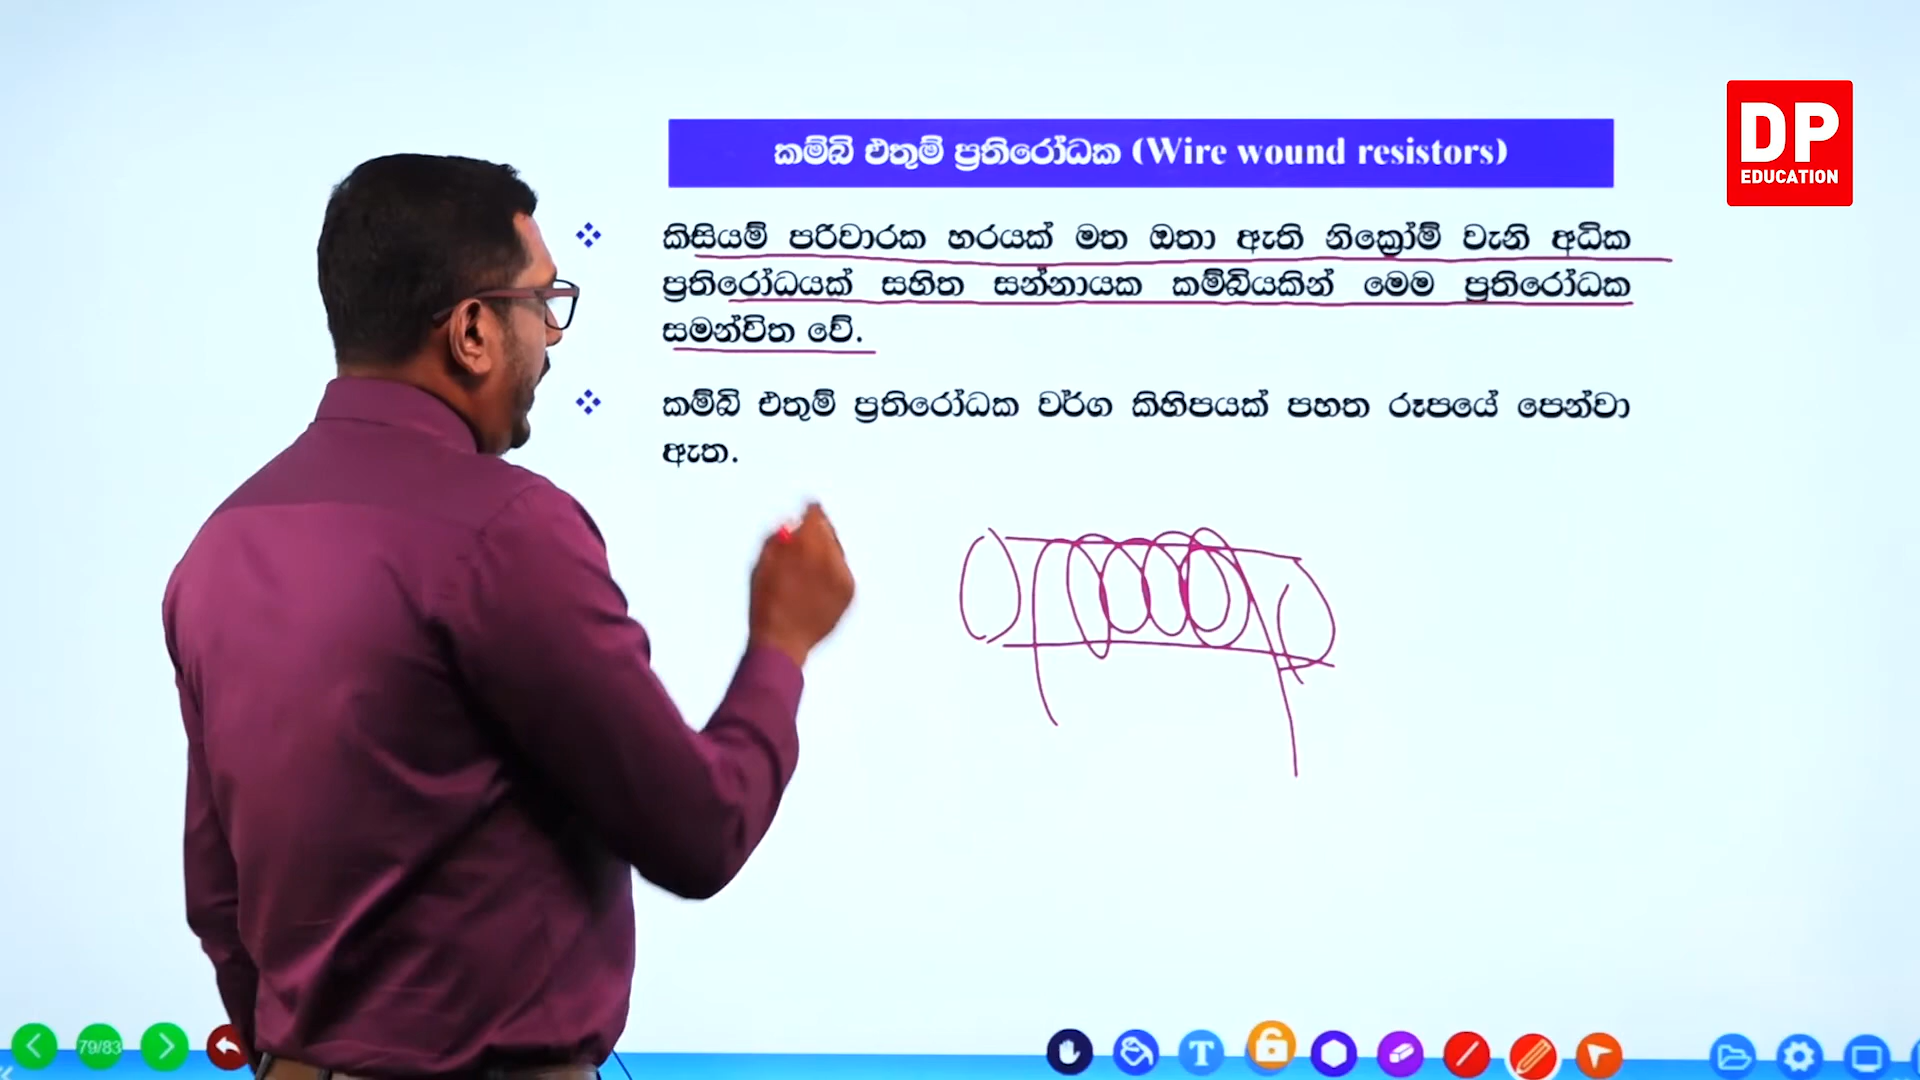 DP
EDUCATION
කම්බි එතුම් ප්‍රතිරෝධක (Wire wound resistors)
කිසියම් පරිවාරක හරයක් මත ඔතා ඇති නික්‍රෝම් වැනි අධික
ප්‍රතිරෝධයක් සහිත සන්නායක කම්බියකින් මෙම ප්‍රතිරෝධක
සමන්විත වේ.
කම්බි එතුම් ප්‍රතිරෝධක වර්ග කිහිපයක් පහත රූපයේ පෙන්වා
ඇත.
79/83
T